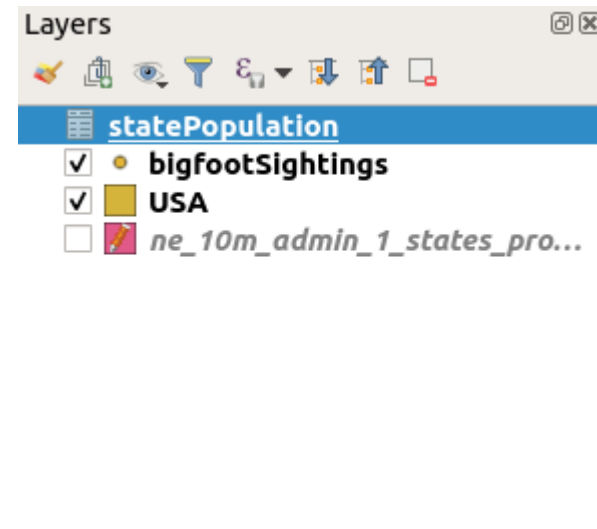 Layers
statePopulation
bigfootSightings
USA
ne_10m_admin_1_states_pro...